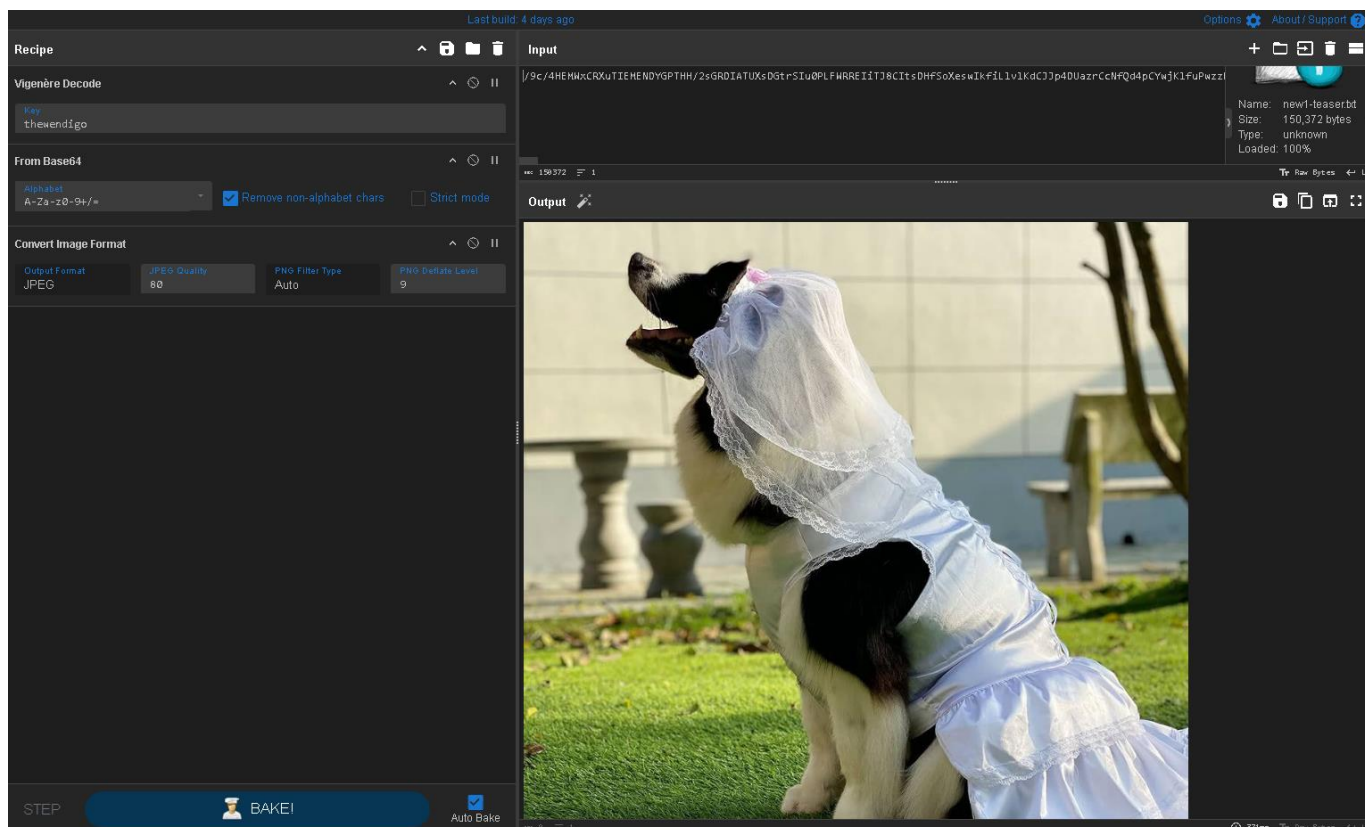 Last build: 4 days ago
Options
About / Support
Recipe
Vigenère Decode
Key
thewendigo
From Base64
Alphabet
A-Za-z0-9+/=
Remove non-alphabet chars
Strict mode
Convert Image Format
Output Format
JPEG
JPEG Quality
80
PNG Filter Type
Auto
PNG Deflate Level
9
STEP
BAKE!
Auto Bake
Input
Name: new1-teaser.txt
Size: 150,372 bytes
Type: unknown
Loaded: 100%
150372 1
Raw Bytes
Output